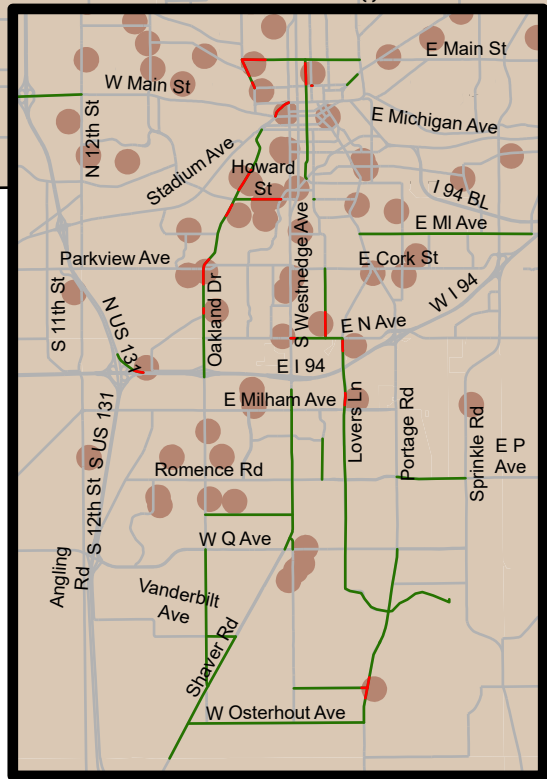 E Main St
W Main St
N 12th St
E Michigan Ave
Stadium Ave
Howard
St
I 94 BL
E MI Ave
S Westnedge Ave
Parkview Ave
E Cork St
W I 94
S 11th St
N US 131
Oakland Dr
E N Ave
E I 94
E Milham Ave
Lovers Ln
Portage Rd
Sprinkle Rd
S US 131
E P
Ave
Romence Rd
S 12th St
W Q Ave
Angling
Rd
Vanderbilt
Ave
Shaver Rd
W Osterhout Ave